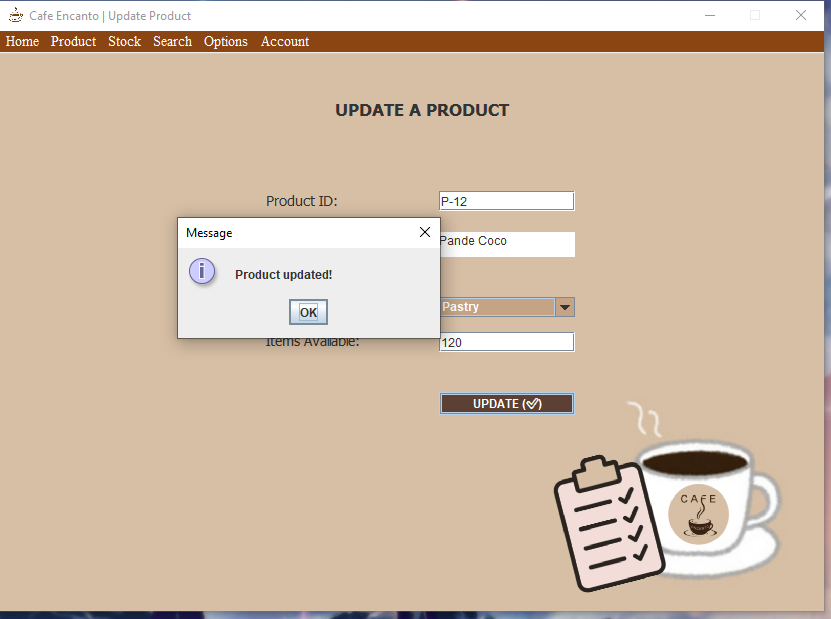 Cafe Encanto | Update Product
Home Product Stock Search Options Account
UPDATE A PRODUCT
Product ID:
P-12
Message
Pande Coco
Product updated!
OK
Pastry
Items Available:
120
UPDATE (✓)
CAFE